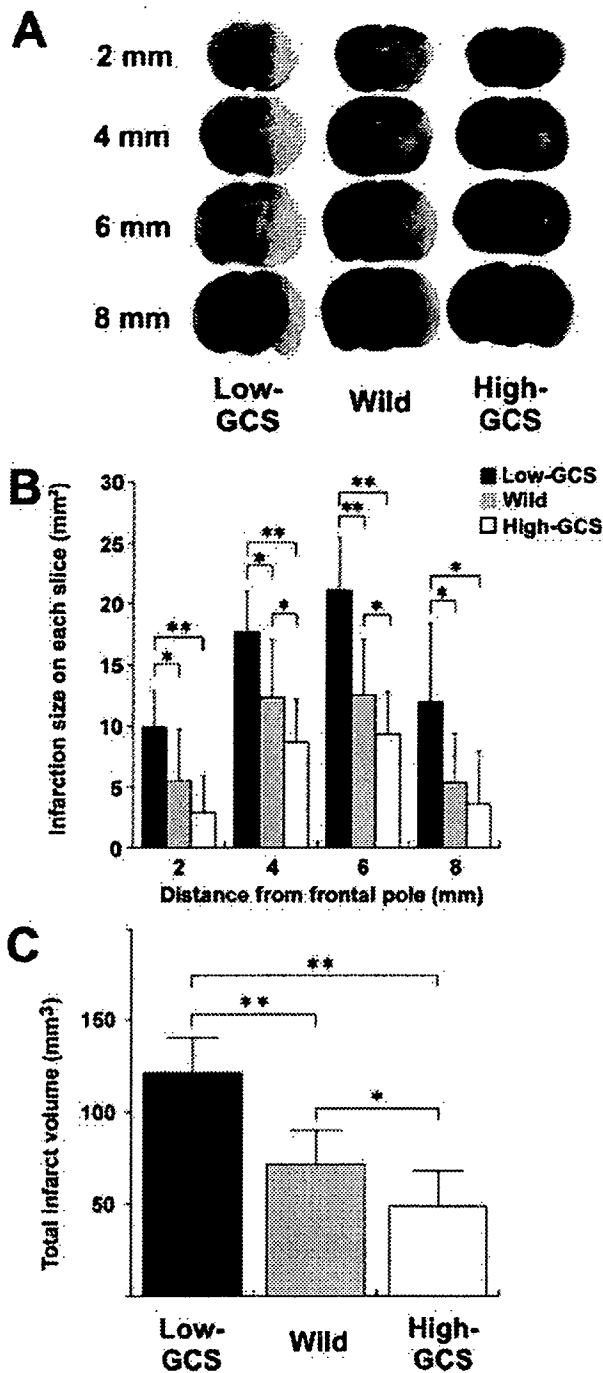 A
2 mm
4 mm
6 mm
8 mm
Low-
GCS
Wild
High-
GCS
B
Infarction size on each slice (mm²)
30
25
20
15
10
5
0
Low-GCS
Wild
High-GCS
**
*
**
*
*
**
**
*
*
*
2
4
6
8
Distance from frontal pole (mm)
C
Total infarct volume (mm³)
150
100
50
**
**
*
Low-
GCS
Wild
High-
GCS